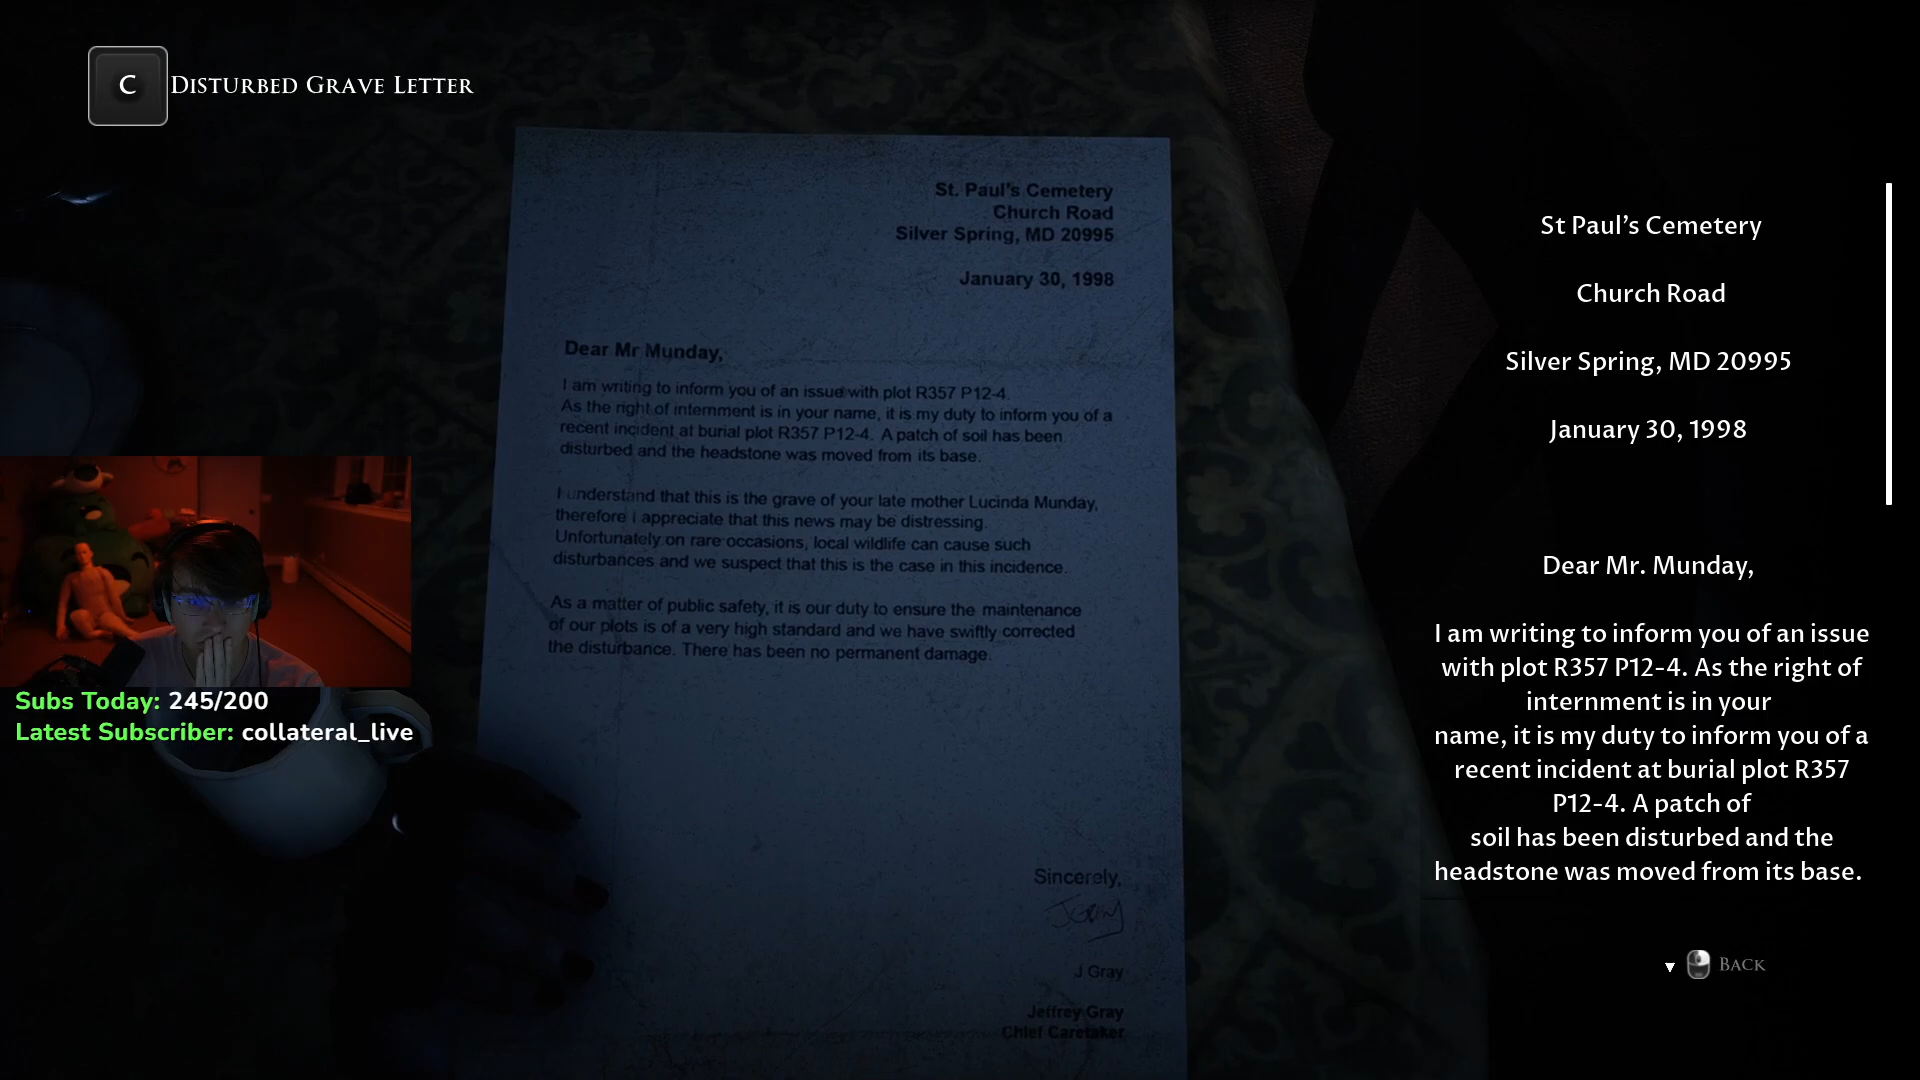 C
DISTURBED GRAVE LETTER
St. Paul's Cemetery
Church Road
Silver Spring, MD 20995
January 30, 1998
Dear Mr Munday,
I am writing to inform you of an issue with plot R357 P12-4.
As the right of internment is in your name, it is my duty to inform you of a
recent incident at burial plot R357 P12-4. A patch of soil has been
disturbed and the headstone was moved from its base.
I understand that this is the grave of your late mother Lucinda Munday,
therefore I appreciate that this news may be distressing.
Unfortunately on rare occasions, local wildlife can cause such
disturbances and we suspect that this is the case in this incidence.
As a matter of public safety, it is our duty to ensure the maintenance
of our plots is of a very high standard and we have swiftly corrected
the disturbance. There has been no permanent damage.
Sincerely,
JGray
J Gray
Jeffrey Gray
Chief Caretaker
St Paul's Cemetery
Church Road
Silver Spring, MD 20995
January 30, 1998
Dear Mr. Munday,
I am writing to inform you of an issue
with plot R357 P12-4. As the right of
internment is in your
name, it is my duty to inform you of a
recent incident at burial plot R357
P12-4. A patch of
soil has been disturbed and the
headstone was moved from its base.
BACK
Subs Today: 245/200
Latest Subscriber: collateral_live